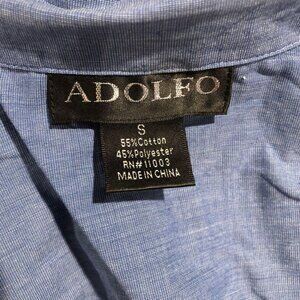 ADOLFO
S
55%Cotton
45%Polyester
RN#11003
MADE IN CHINA